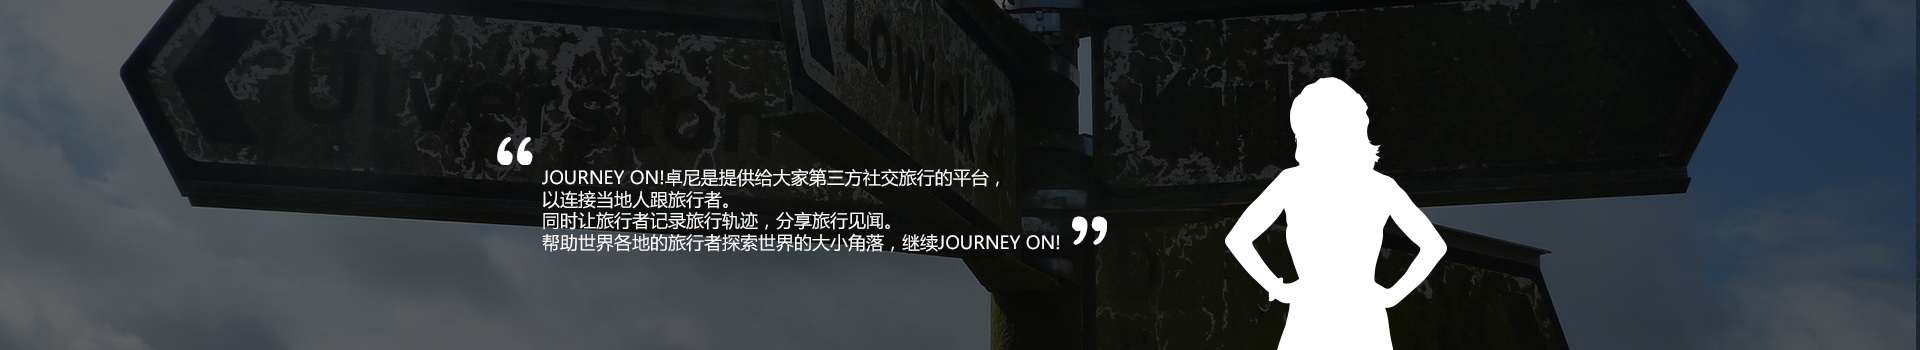 Ulverston
Lowick
“
JOURNEY ON!卓尼是提供给大家第三方社交旅行的平台，
以连接当地人跟旅行者。
同时让旅行者记录旅行轨迹，分享旅行见闻。
帮助世界各地的旅行者探索世界的大小角落，继续JOURNEY ON!
”